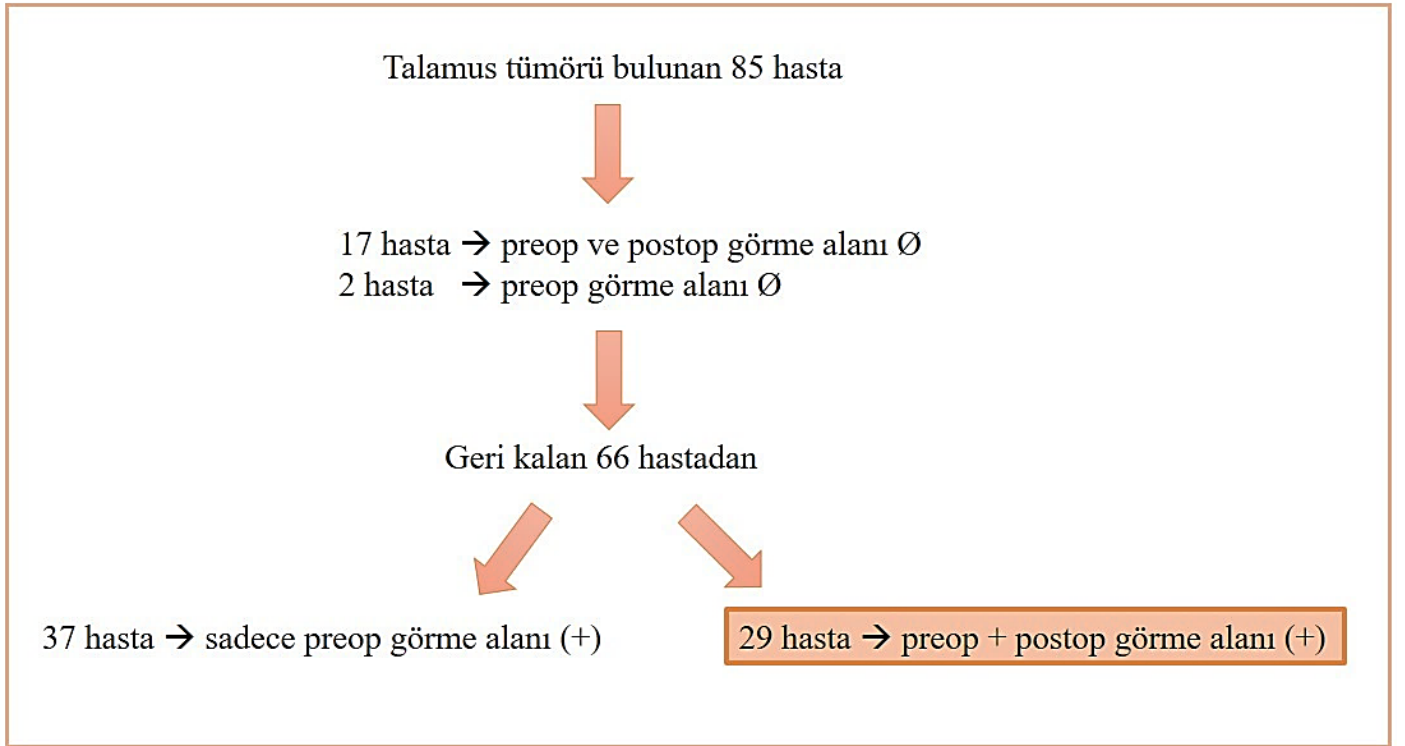 Talamus tümörü bulunan 85 hasta
17 hasta → preop ve postop görme alanı Ø
2 hasta → preop görme alanı Ø
Geri kalan 66 hastadan
37 hasta → sadece preop görme alanı (+)
29 hasta → preop + postop görme alanı (+)